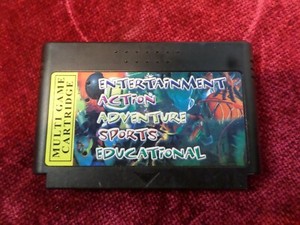 MULTI GAME
CARTRIDGE
ENTERTAINMENT
ACTION
ADVENTURE
SPORTS
EDUCATIONAL